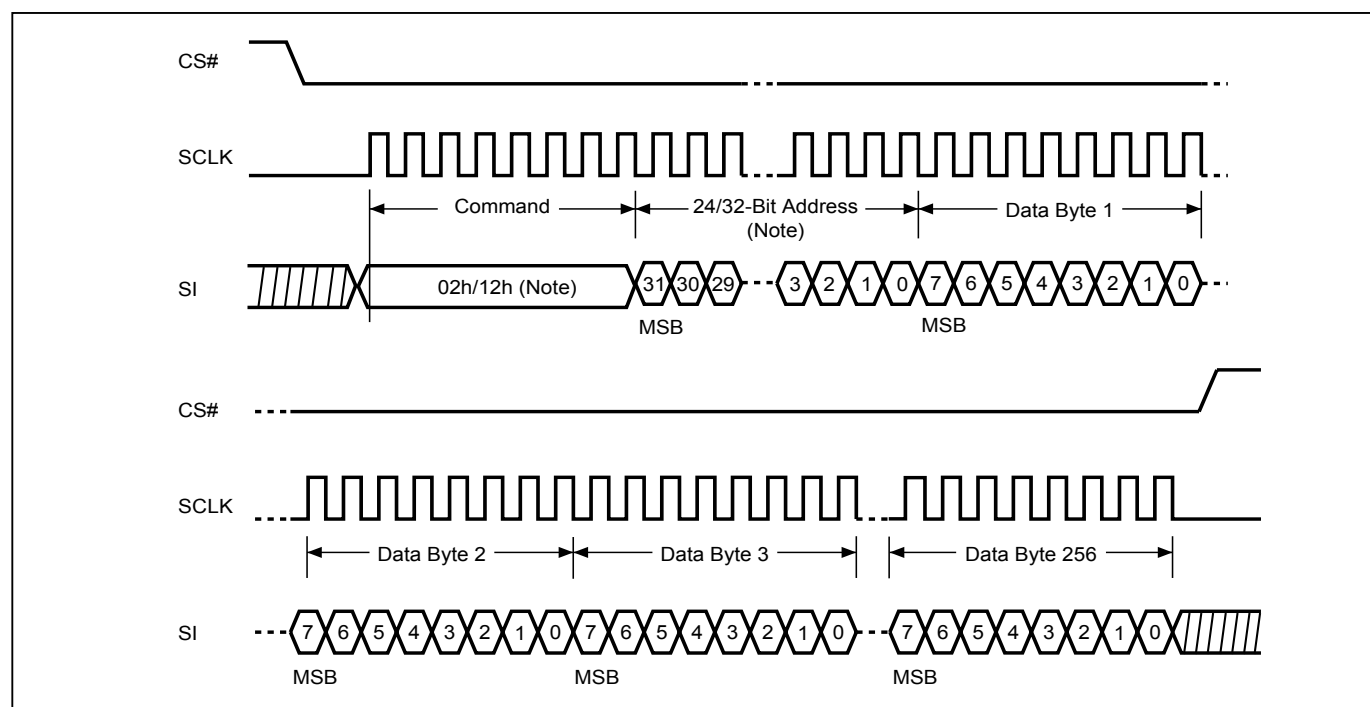 CS#
SCLK
Command 24/32-Bit Address Data Byte 1
(Note)
SI 02h/12h (Note) 31 30 29 3 2 1 0 7 6 5 4 3 2 1 0
MSB MSB
CS#
SCLK
Data Byte 2 Data Byte 3 Data Byte 256
SI 7 6 5 4 3 2 1 0 7 6 5 4 3 2 1 0 7 6 5 4 3 2 1 0
MSB MSB MSB